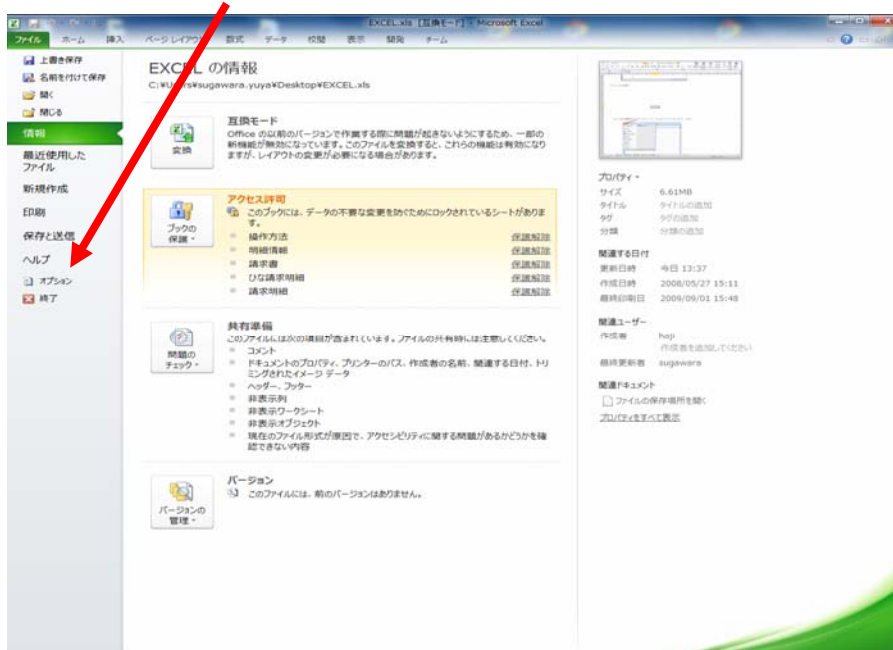 EXCEL.xls [互換モード] - Microsoft Excel
ファイル ホーム 挿入 ページ レイアウト 数式 データ 校閲 表示 開発 チーム
上書き保存
名前を付けて保存
開く
閉じる
情報
最近使用した
ファイル
新規作成
印刷
保存と送信
ヘルプ
オプション
終了
EXCEL の情報
C:¥Users¥sugawara.yuya¥Desktop¥EXCEL.xls
変換
互換モード
Office の以前のバージョンで作業する際に問題が起きないようにするため、一部の
新機能が無効になっています。このファイルを変換すると、これらの機能は有効になり
ますが、レイアウトの変更が必要になる場合があります。
ブックの
保護
アクセス許可
このブックには、データの不要な変更を防ぐためにロックされているシートがありま
す。
操作方法 保護解除
明細情報 保護解除
請求書 保護解除
ひな請求明細 保護解除
請求明細 保護解除
問題の
チェック
共有準備
このファイルには次の項目が含まれています。ファイルの共有時には注意してください。
コメント
ドキュメントのプロパティ、プリンターのパス、作成者の名前、関連する日付、トリ
ミングされたイメージ データ
ヘッダー、フッター
非表示列
非表示ワークシート
非表示オブジェクト
現在のファイル形式が原因で、アクセシビリティに関する問題があるかどうかを確
認できない内容
バージョンの
管理
バージョン
このファイルには、前のバージョンはありません。
プロパティ
サイズ 6.61MB
タイトル タイトルの追加
タグ タグの追加
分類 分類の追加
関連する日付
更新日時 今日 13:37
作成日時 2008/05/27 15:11
最終印刷日 2009/09/01 15:48
関連ユーザー
作成者 hoji
作成者を追加してください
最終更新者 sugawara
関連ドキュメント
ファイルの保存場所を開く
プロパティをすべて表示